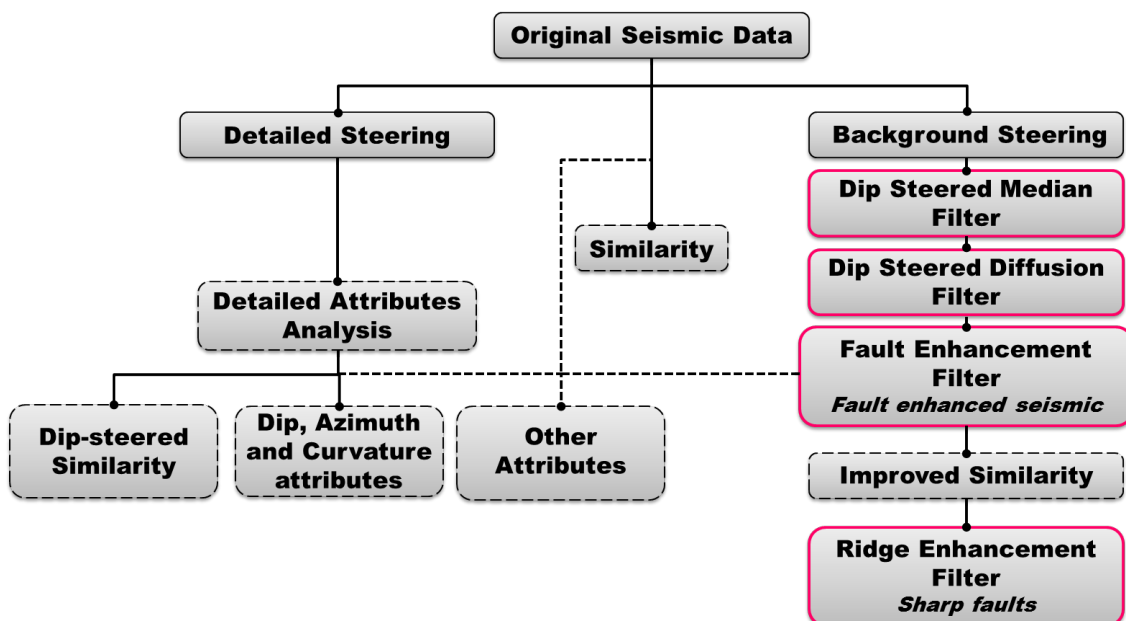 Original Seismic Data
Detailed Steering
Background Steering
Dip Steered Median
Filter
Similarity
Dip Steered Diffusion
Filter
Detailed Attributes
Analysis
Fault Enhancement
Filter
Fault enhanced seismic
Dip-steered
Similarity
Dip, Azimuth
and Curvature
attributes
Other
Attributes
Improved Similarity
Ridge Enhancement
Filter
Sharp faults